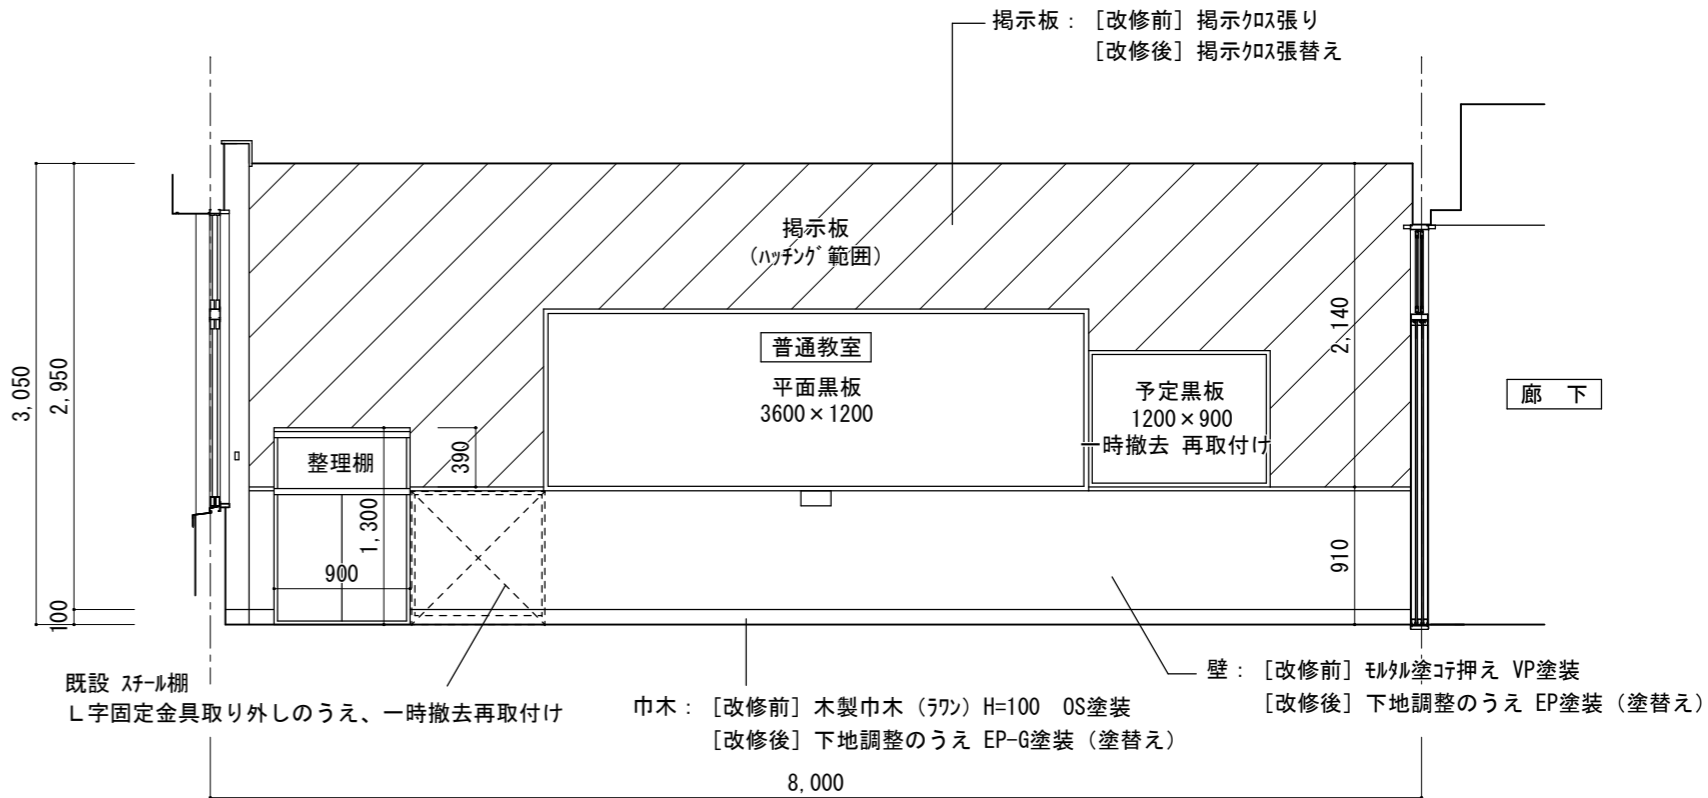 掲示板： ［改修前］ 掲示クロス張り
［改修後］ 掲示クロス張替え
掲示板
（ハッチング範囲）
3,050
2,950
100
2,140
910
普通教室
平面黒板
3600×1200
予定黒板
1200×900
一時撤去 再取付け
廊 下
整理棚
390
1,300
900
既設 スチール棚
L字固定金具取り外しのうえ、一時撤去再取付け
巾木： ［改修前］ 木製巾木（ラワン）H=100 OS塗装
［改修後］ 下地調整のうえ EP-G塗装（塗替え）
壁： ［改修前］ モルタル塗コテ押え VP塗装
［改修後］ 下地調整のうえ EP塗装（塗替え）
8,000